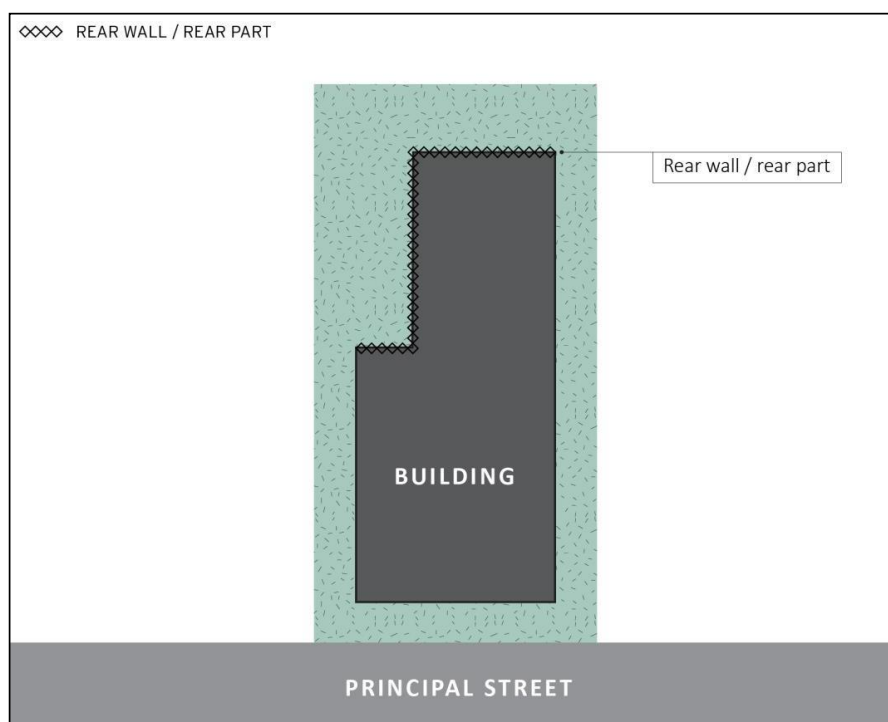 REAR WALL / REAR PART
Rear wall / rear part
BUILDING
PRINCIPAL STREET